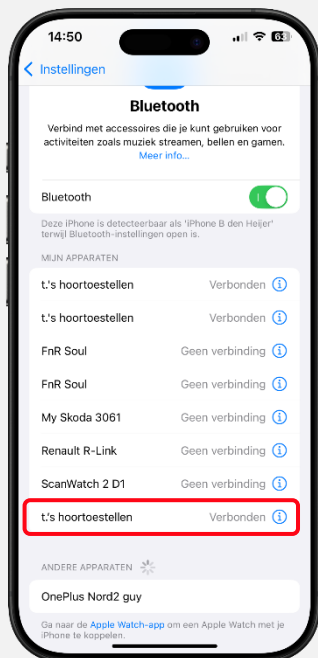 14:50
63
Instellingen
Bluetooth
Verbind met accessoires die je kunt gebruiken voor
activiteiten zoals muziek streamen, bellen en gamen.
Meer info...
Bluetooth
Deze iPhone is detecteerbaar als 'iPhone B den Heijer'
terwijl Bluetooth-instellingen open is.
MIJN APPARATEN
t.'s hoortoestellen Verbonden
t.'s hoortoestellen Verbonden
FnR Soul Geen verbinding
FnR Soul Geen verbinding
My Skoda 3061 Geen verbinding
Renault R-Link Geen verbinding
ScanWatch 2 D1 Geen verbinding
t.'s hoortoestellen Verbonden
ANDERE APPARATEN
OnePlus Nord2 guy
Ga naar de Apple Watch-app om een Apple Watch met je
iPhone te koppelen.